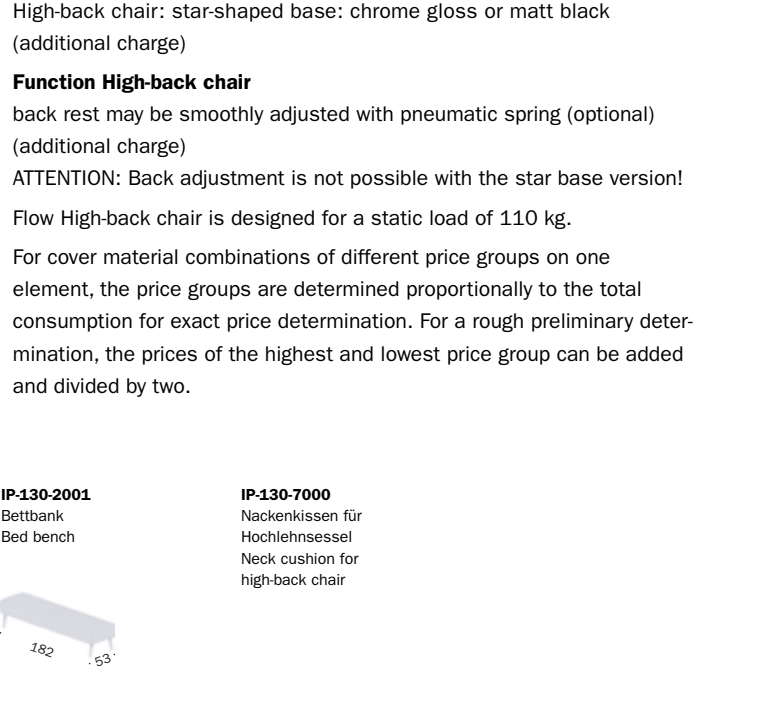 High-back chair: star-shaped base: chrome gloss or matt black
(additional charge)
Function High-back chair
back rest may be smoothly adjusted with pneumatic spring (optional)
(additional charge)
ATTENTION: Back adjustment is not possible with the star base version!
Flow High-back chair is designed for a static load of 110 kg.
For cover material combinations of different price groups on one
element, the price groups are determined proportionally to the total
consumption for exact price determination. For a rough preliminary deter-
mination, the prices of the highest and lowest price group can be added
and divided by two.
IP-130-2001
Bettbank
Bed bench
182
53
IP-130-7000
Nackenkissen für
Hochlehnsessel
Neck cushion for
high-back chair